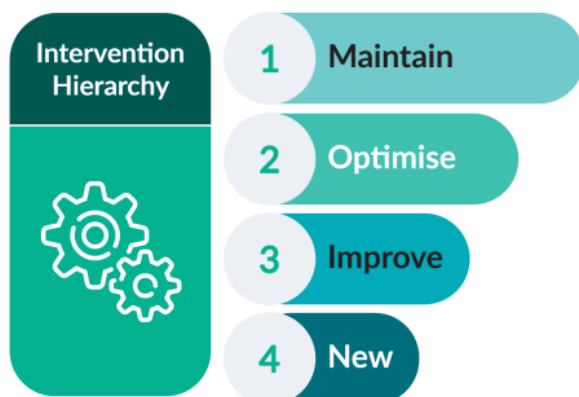 Intervention
Hierarchy
1 Maintain
2 Optimise
3 Improve
4 New